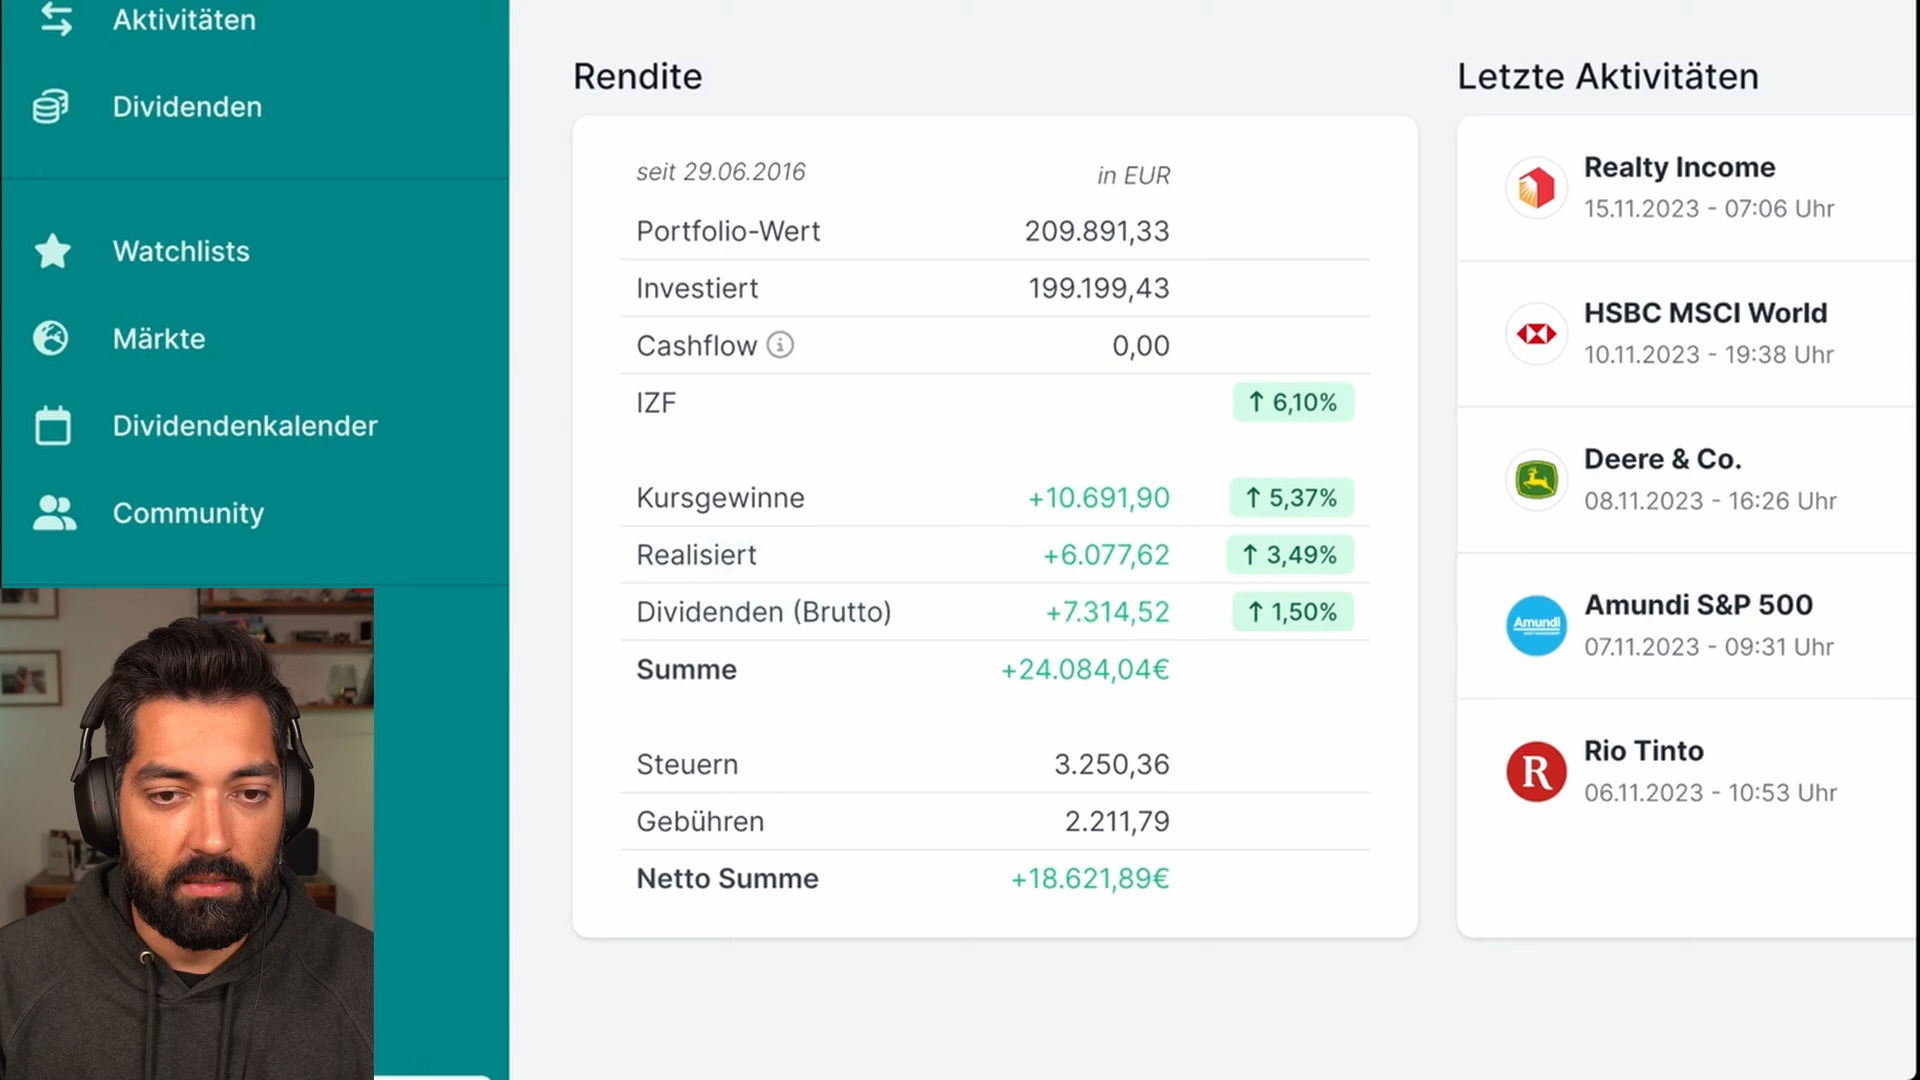 Aktivitäten
Dividenden
Watchlists
Märkte
Dividendenkalender
Community
Rendite
seit 29.06.2016 in EUR
Portfolio-Wert 209.891,33
Investiert 199.199,43
Cashflow 0,00
IZF ↑ 6,10%
Kursgewinne +10.691,90 ↑ 5,37%
Realisiert +6.077,62 ↑ 3,49%
Dividenden (Brutto) +7.314,52 ↑ 1,50%
Summe +24.084,04€
Steuern 3.250,36
Gebühren 2.211,79
Netto Summe +18.621,89€
Letzte Aktivitäten
Realty Income
15.11.2023 - 07:06 Uhr
HSBC MSCI World
10.11.2023 - 19:38 Uhr
Deere & Co.
08.11.2023 - 16:26 Uhr
Amundi
Amundi S&P 500
07.11.2023 - 09:31 Uhr
R
Rio Tinto
06.11.2023 - 10:53 Uhr